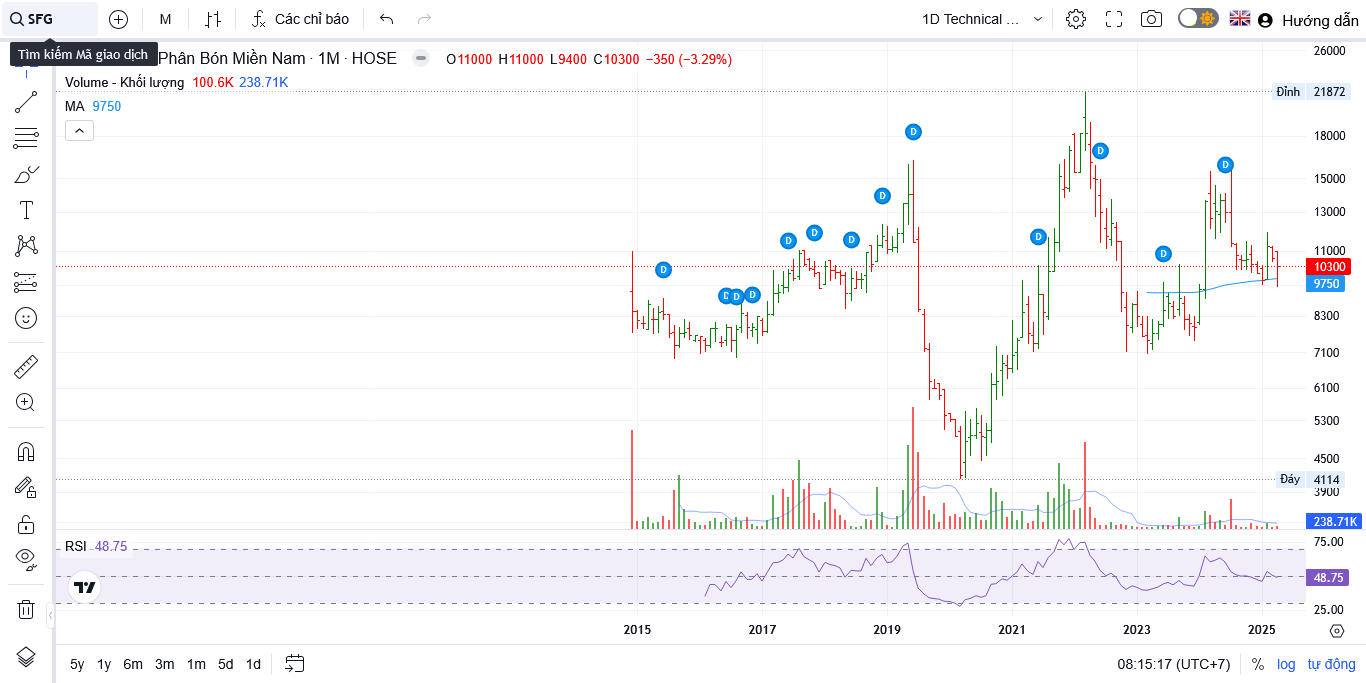 SFG
M
Các chỉ báo
1D Technical ...
Hướng dẫn
Tìm kiếm Mã giao dịch
Phân Bón Miền Nam · 1M · HOSE
O11000 H11000 L9400 C10300 −350 (−3.29%)
Volume - Khối lượng 100.6K 238.71K
MA 9750
26000
Đỉnh 21872
18000
15000
13000
11000
10300
9750
8300
7100
6100
5300
4500
Đáy 4114
3900
238.71K
D
D
D
D
D
D
D
D
D
D
D
D
D
RSI 48.75
75.00
48.75
25.00
2015 2017 2019 2021 2023 2025
5y 1y 6m 3m 1m 5d 1d
08:15:17 (UTC+7)
% log tự động